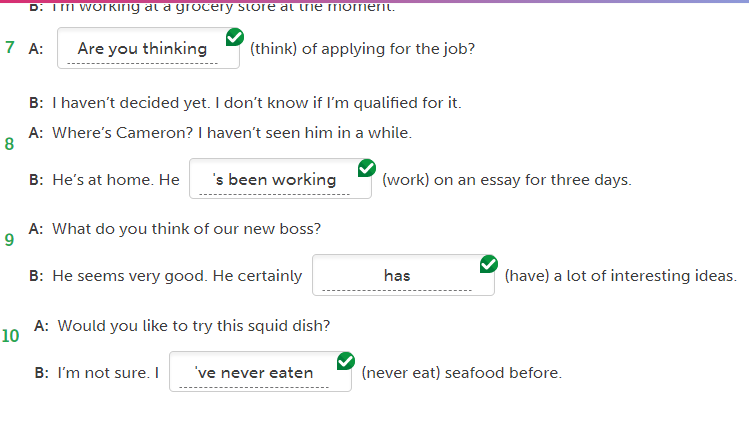 B: I'm working at a grocery store at the moment.
7 A: Are you thinking (think) of applying for the job?
B: I haven't decided yet. I don't know if I'm qualified for it.
8 A: Where's Cameron? I haven't seen him in a while.
B: He's at home. He 's been working (work) on an essay for three days.
9 A: What do you think of our new boss?
B: He seems very good. He certainly has (have) a lot of interesting ideas.
10 A: Would you like to try this squid dish?
B: I'm not sure. I 've never eaten (never eat) seafood before.